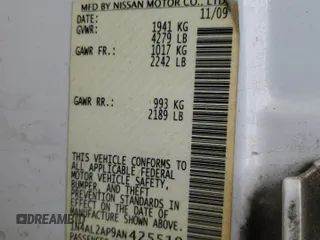 MFD BY NISSAN MOTOR CO., LTD.
DATE: 11/09
GVWR: 1941 KG
4279 LB
GAWR FR: 1017 KG
2242 LB
GAWR RR: 993 KG
2189 LB
THIS VEHICLE CONFORMS
TO ALL APPLICABLE FEDERAL
MOTOR VEHICLE SAFETY,
BUMPER, AND THEFT
PREVENTION STANDARDS IN
EFFECT ON THE DATE OF
MANUFACTURE SHOWN ABOVE.
1N4AL2AP9AN
PASSENGER
DREAM